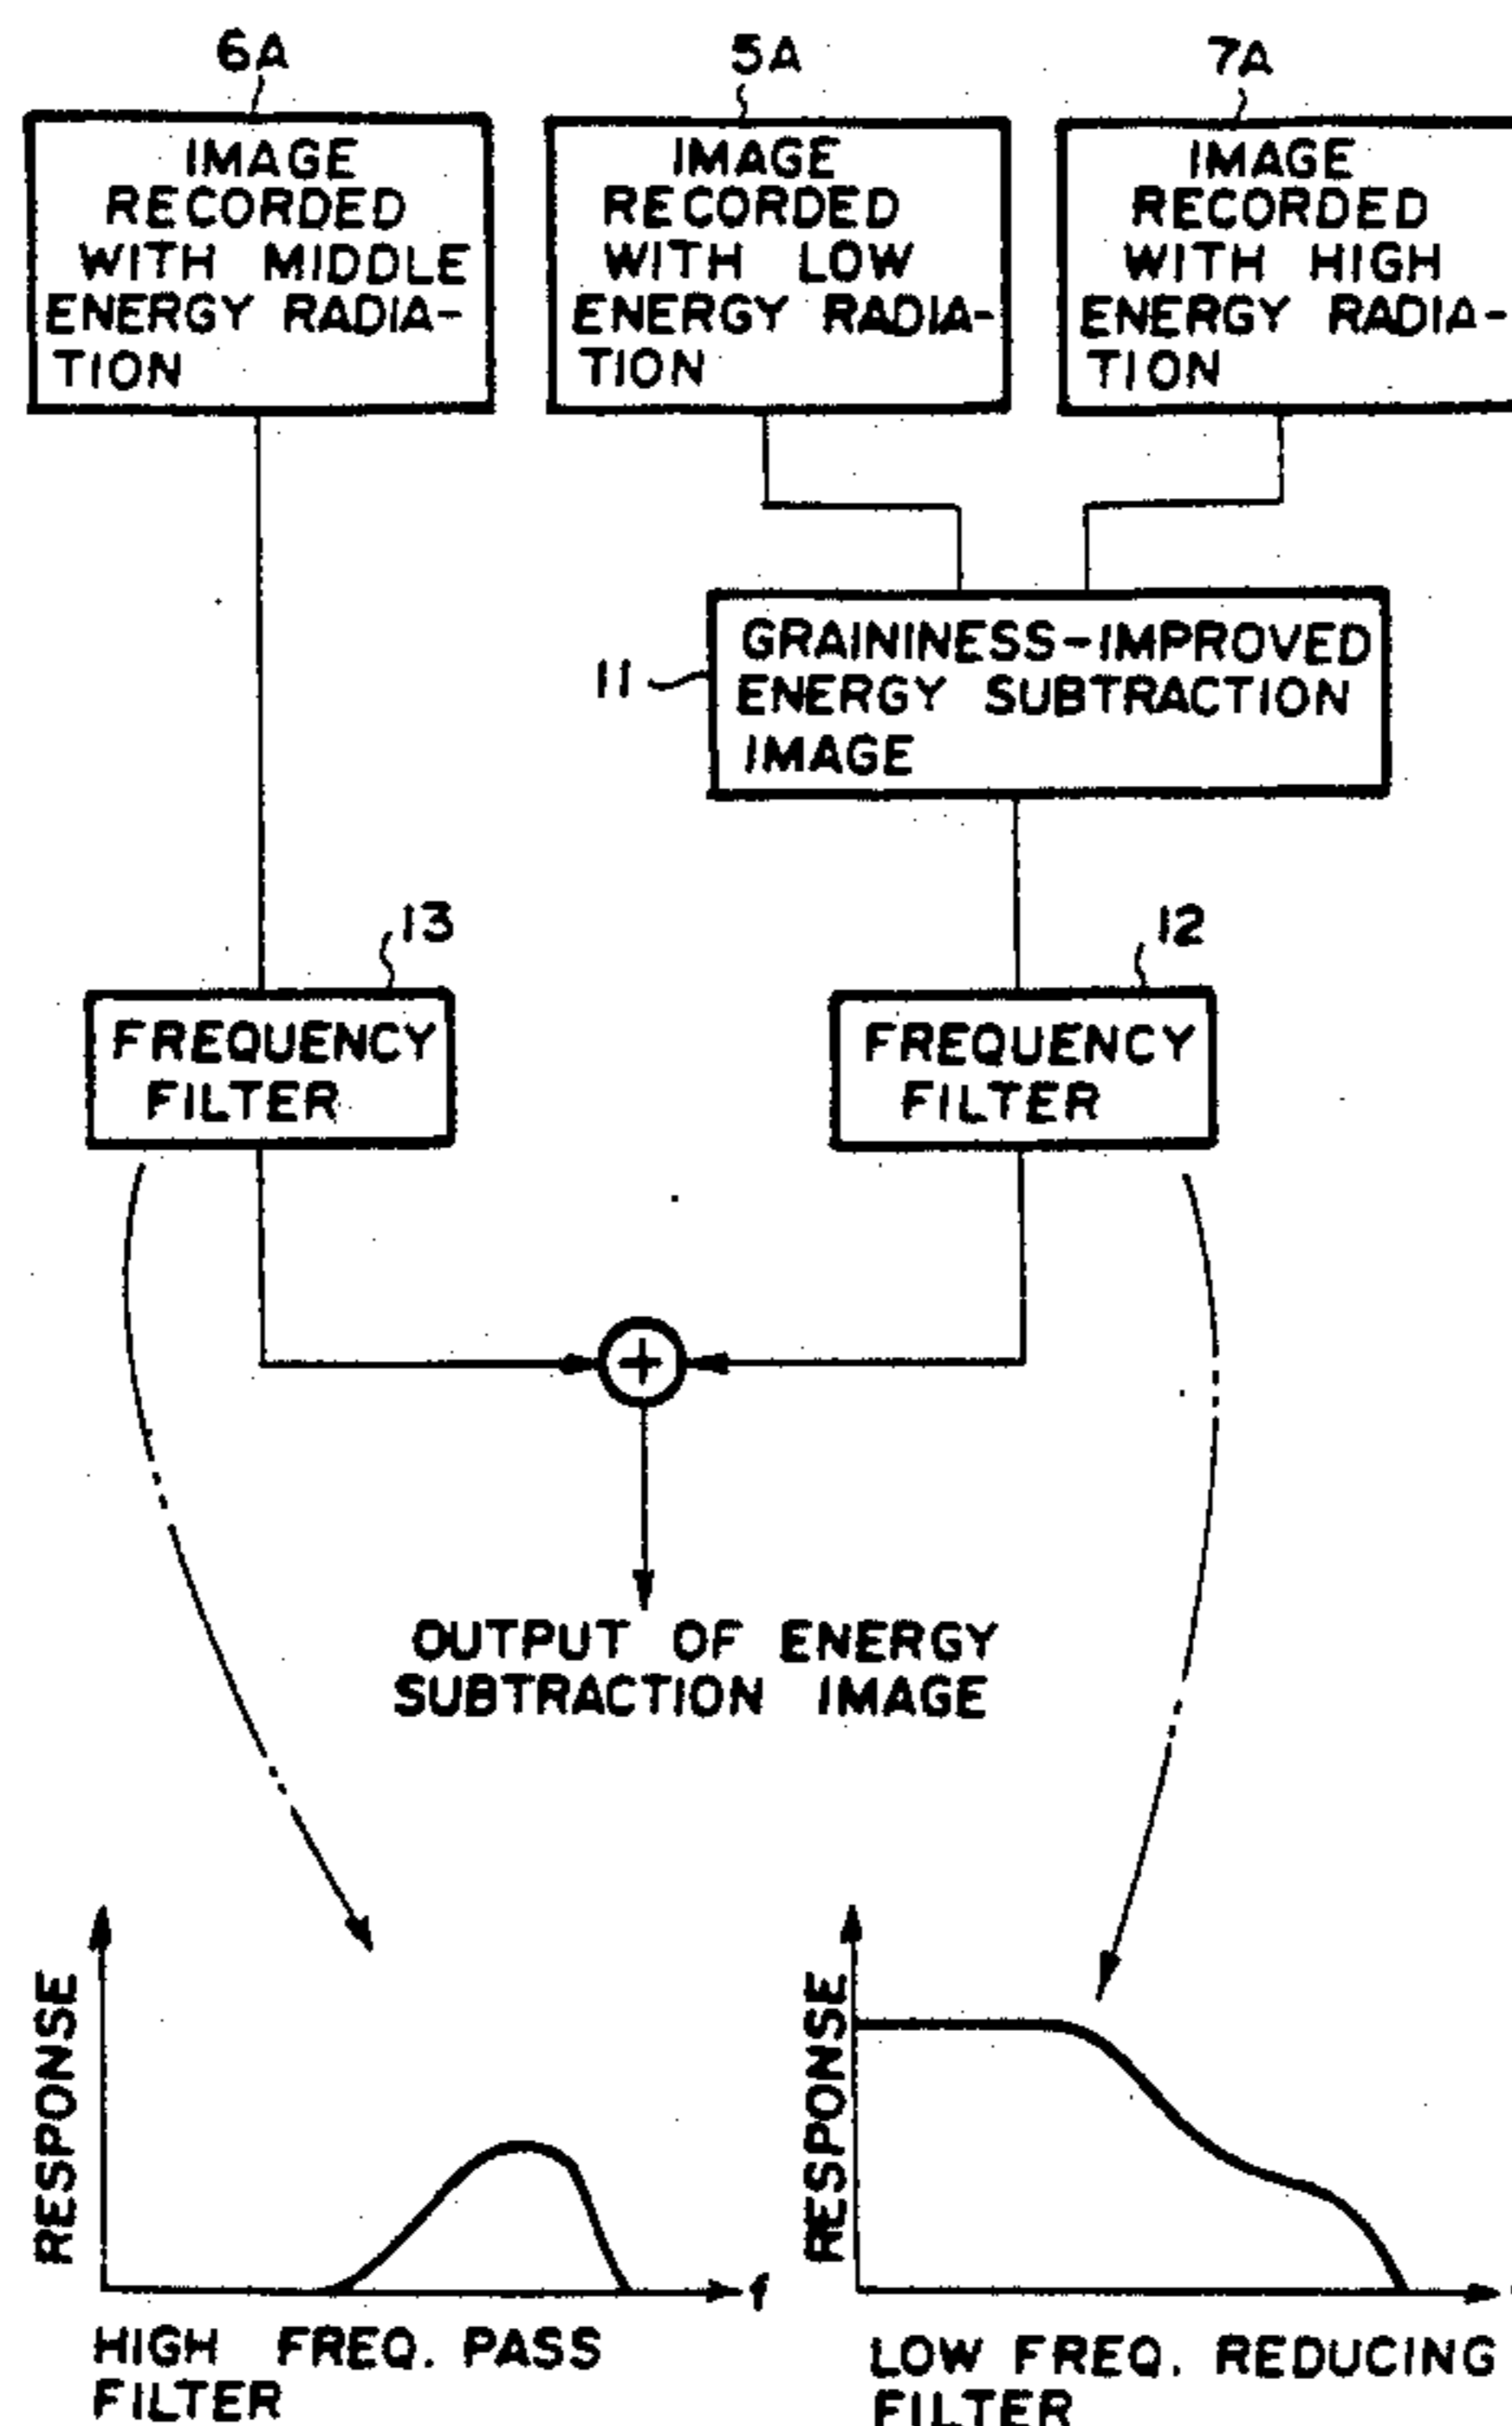 6A
IMAGE
RECORDED
WITH MIDDLE
ENERGY RADIA-
TION
5A
IMAGE
RECORDED
WITH LOW
ENERGY RADIA-
TION
7A
IMAGE
RECORDED
WITH HIGH
ENERGY RADIA-
TION
11
GRAININESS-IMPROVED
ENERGY SUBTRACTION
IMAGE
13
FREQUENCY
FILTER
12
FREQUENCY
FILTER
+
OUTPUT OF ENERGY
SUBTRACTION IMAGE
RESPONSE
f
HIGH FREQ. PASS
FILTER
RESPONSE
LOW FREQ. REDUCING
FILTER